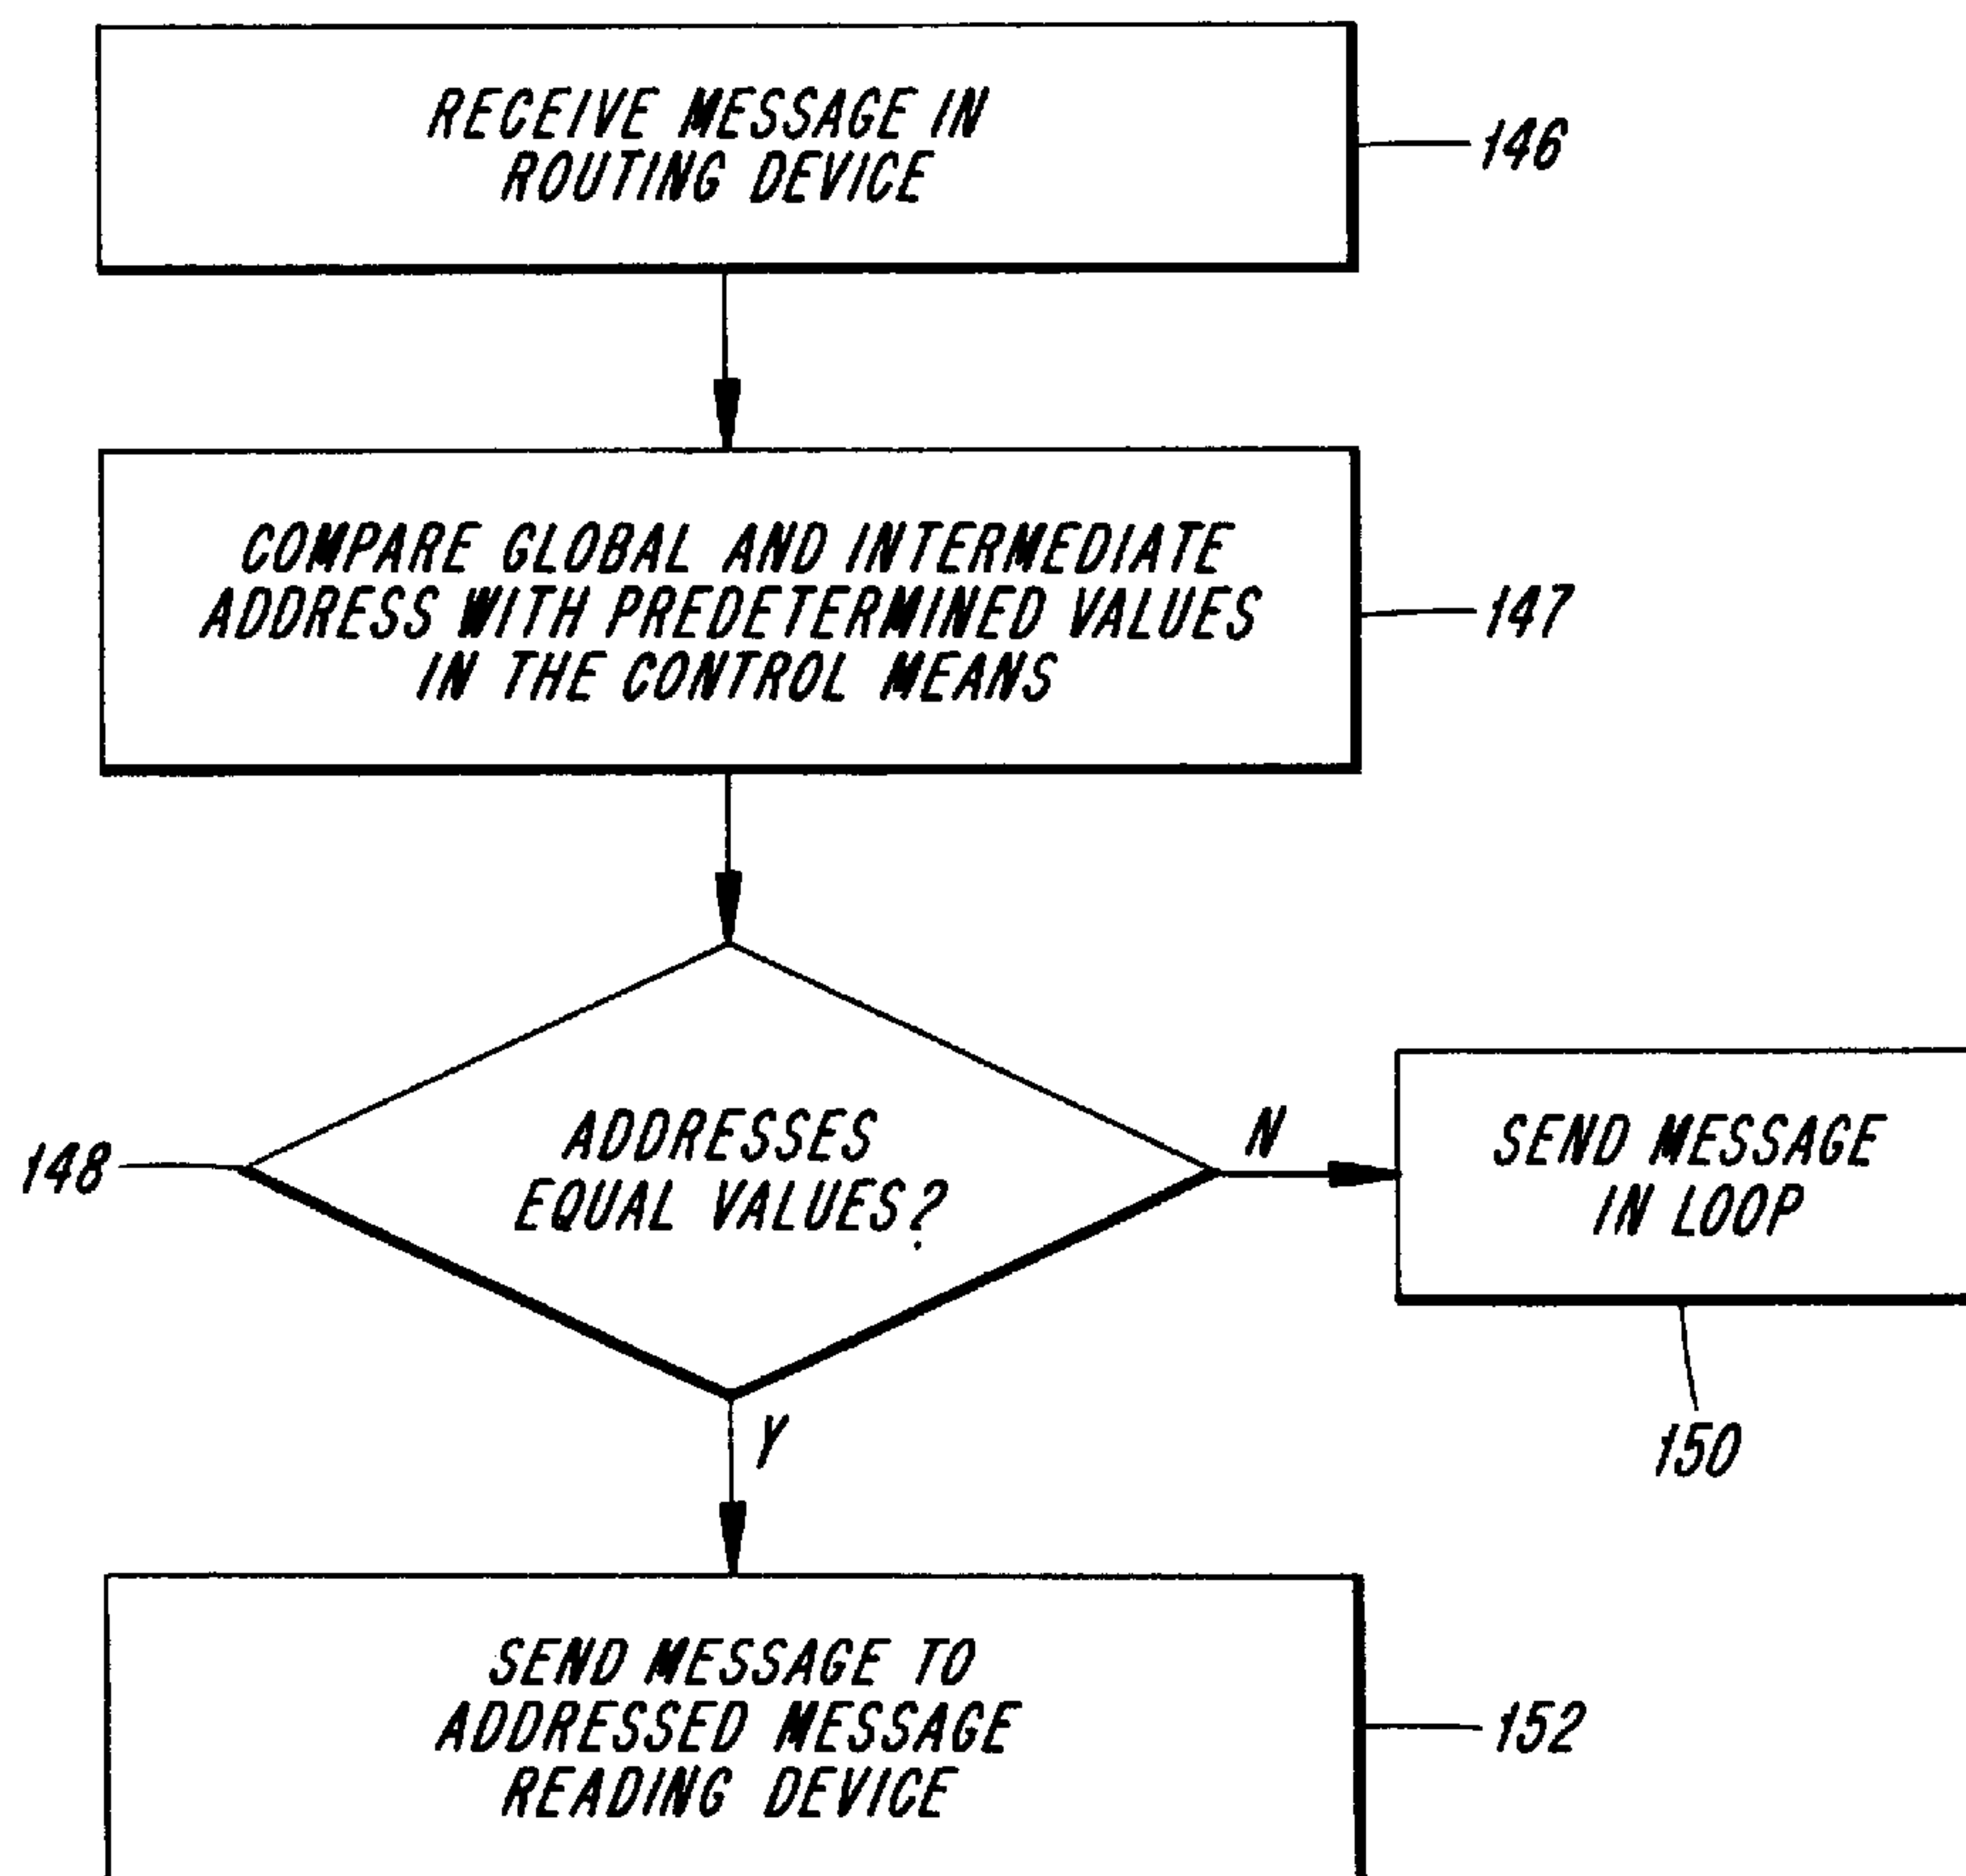 RECEIVE MESSAGE IN
ROUTING DEVICE
146
COMPARE GLOBAL AND INTERMEDIATE
ADDRESS WITH PREDETERMINED VALUES
IN THE CONTROL MEANS
147
148
ADDRESSES
EQUAL VALUES?
N
SEND MESSAGE
IN LOOP
150
Y
SEND MESSAGE TO
ADDRESSED MESSAGE
READING DEVICE
152